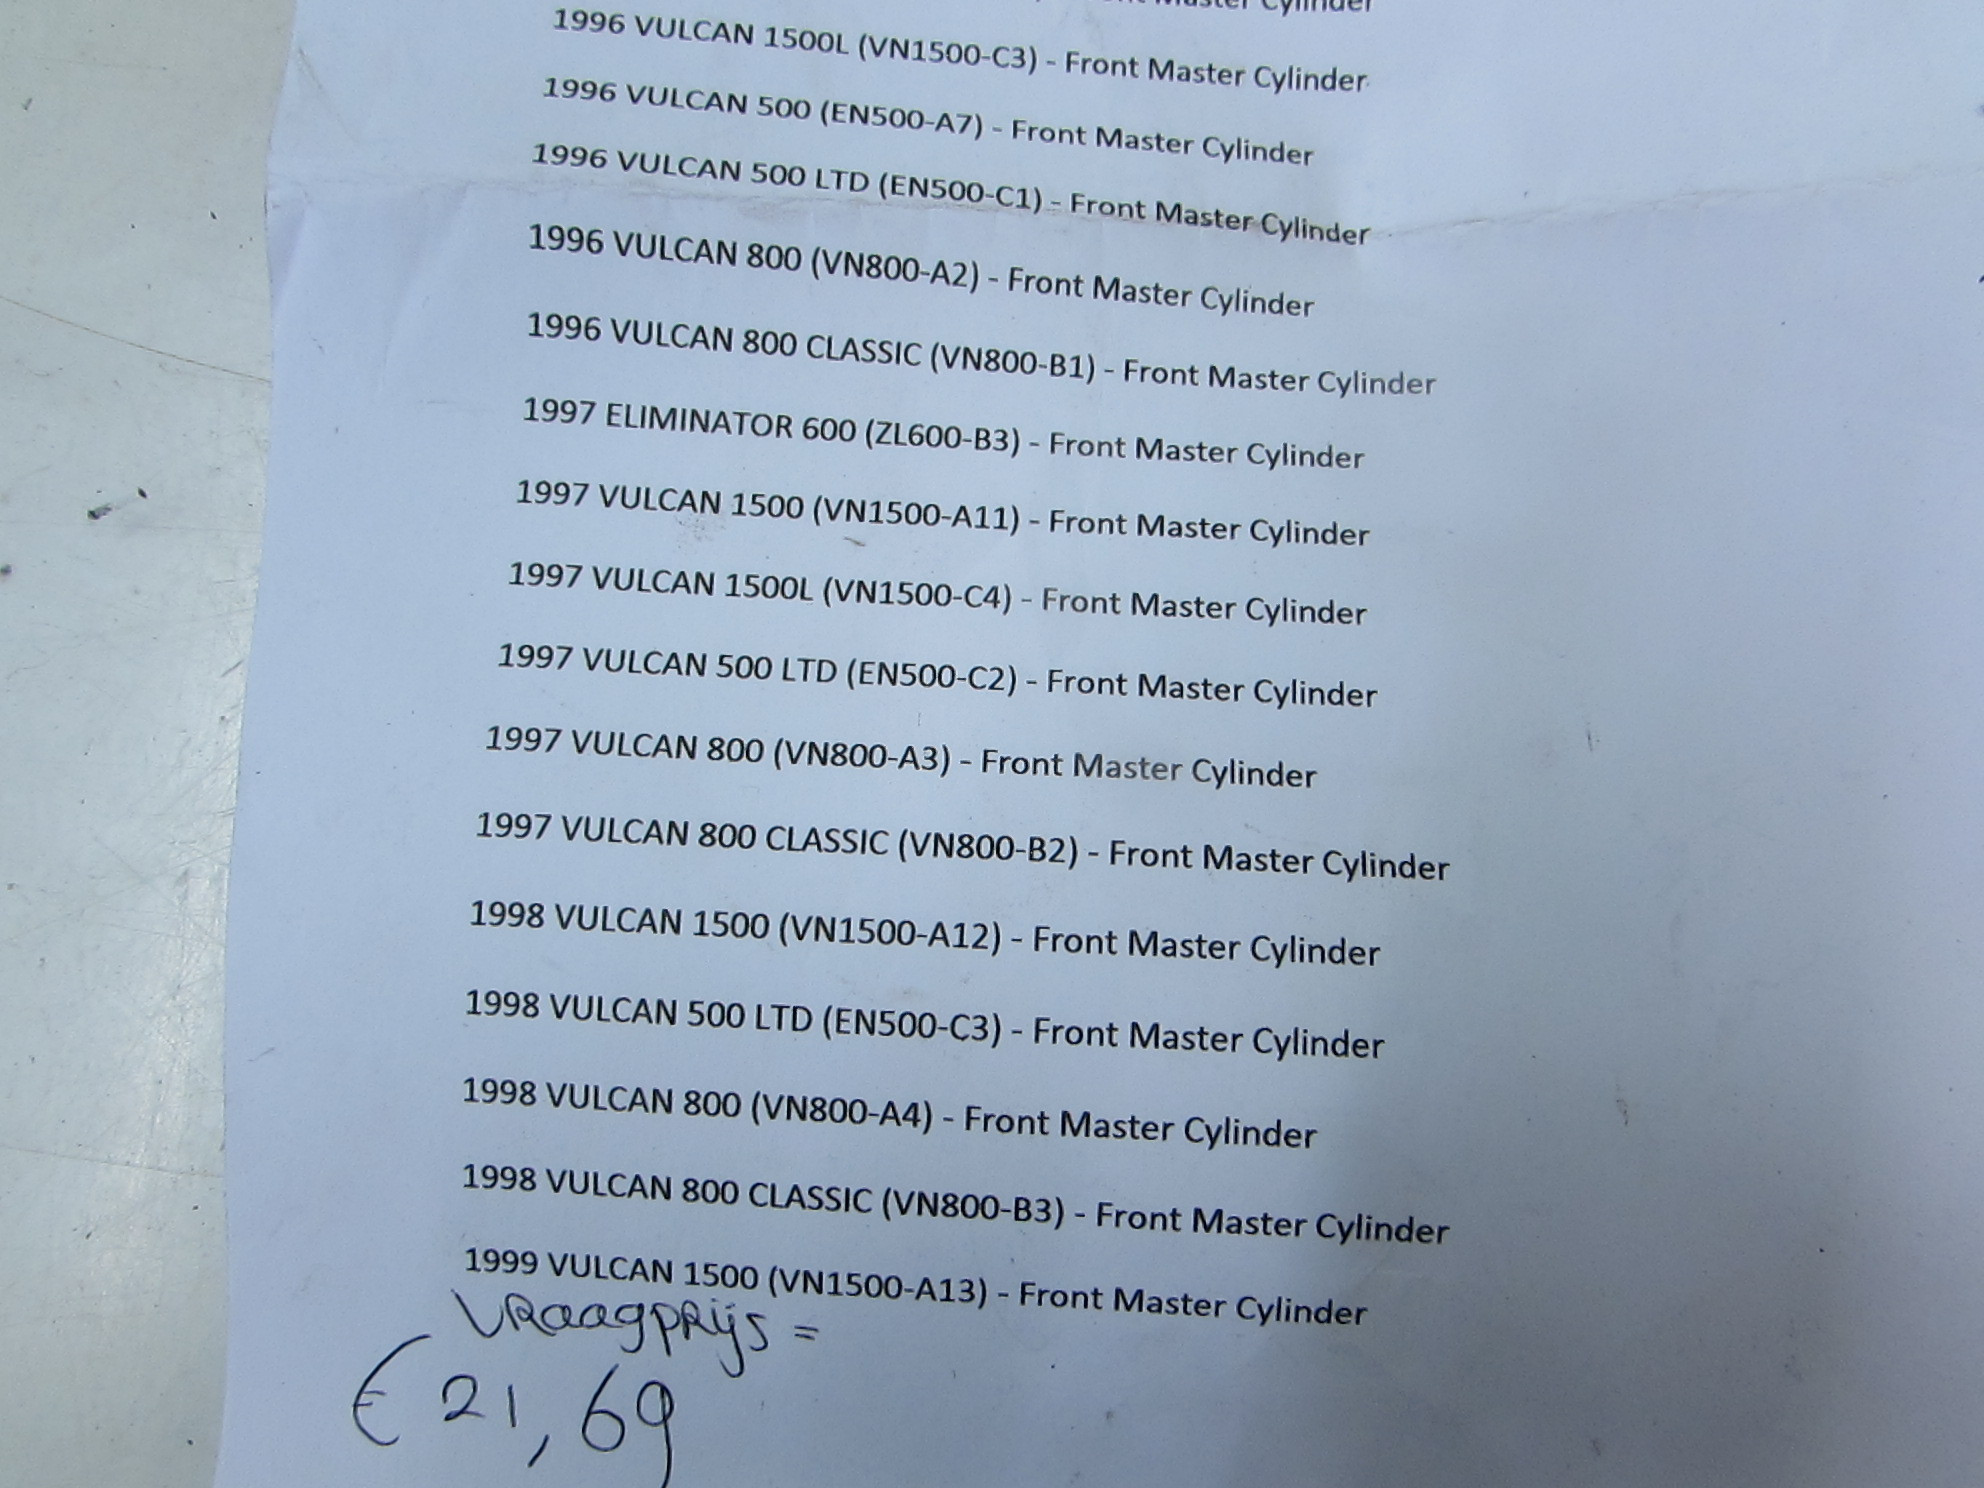 Master Cylinder
1996 VULCAN 1500L (VN1500-C3) - Front Master Cylinder
1996 VULCAN 500 (EN500-A7) - Front Master Cylinder
1996 VULCAN 500 LTD (EN500-C1) - Front Master Cylinder
1996 VULCAN 800 (VN800-A2) - Front Master Cylinder
1996 VULCAN 800 CLASSIC (VN800-B1) - Front Master Cylinder
1997 ELIMINATOR 600 (ZL600-B3) - Front Master Cylinder
1997 VULCAN 1500 (VN1500-A11) - Front Master Cylinder
1997 VULCAN 1500L (VN1500-C4) - Front Master Cylinder
1997 VULCAN 500 LTD (EN500-C2) - Front Master Cylinder
1997 VULCAN 800 (VN800-A3) - Front Master Cylinder
1997 VULCAN 800 CLASSIC (VN800-B2) - Front Master Cylinder
1998 VULCAN 1500 (VN1500-A12) - Front Master Cylinder
1998 VULCAN 500 LTD (EN500-C3) - Front Master Cylinder
1998 VULCAN 800 (VN800-A4) - Front Master Cylinder
1998 VULCAN 800 CLASSIC (VN800-B3) - Front Master Cylinder
1999 VULCAN 1500 (VN1500-A13) - Front Master Cylinder
Vraagprijs =
€ 21,69